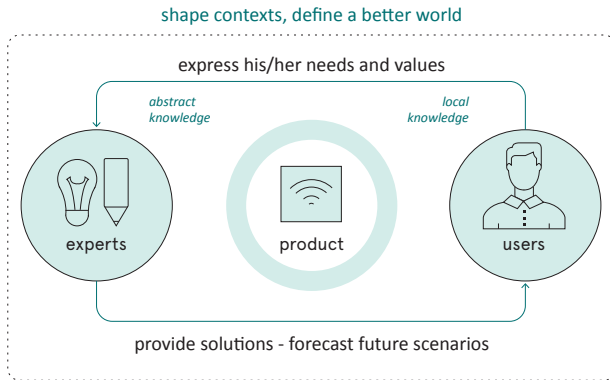 shape contexts, define a better world
express his/her needs and values
abstract
knowledge
local
knowledge
experts
product
users
provide solutions - forecast future scenarios